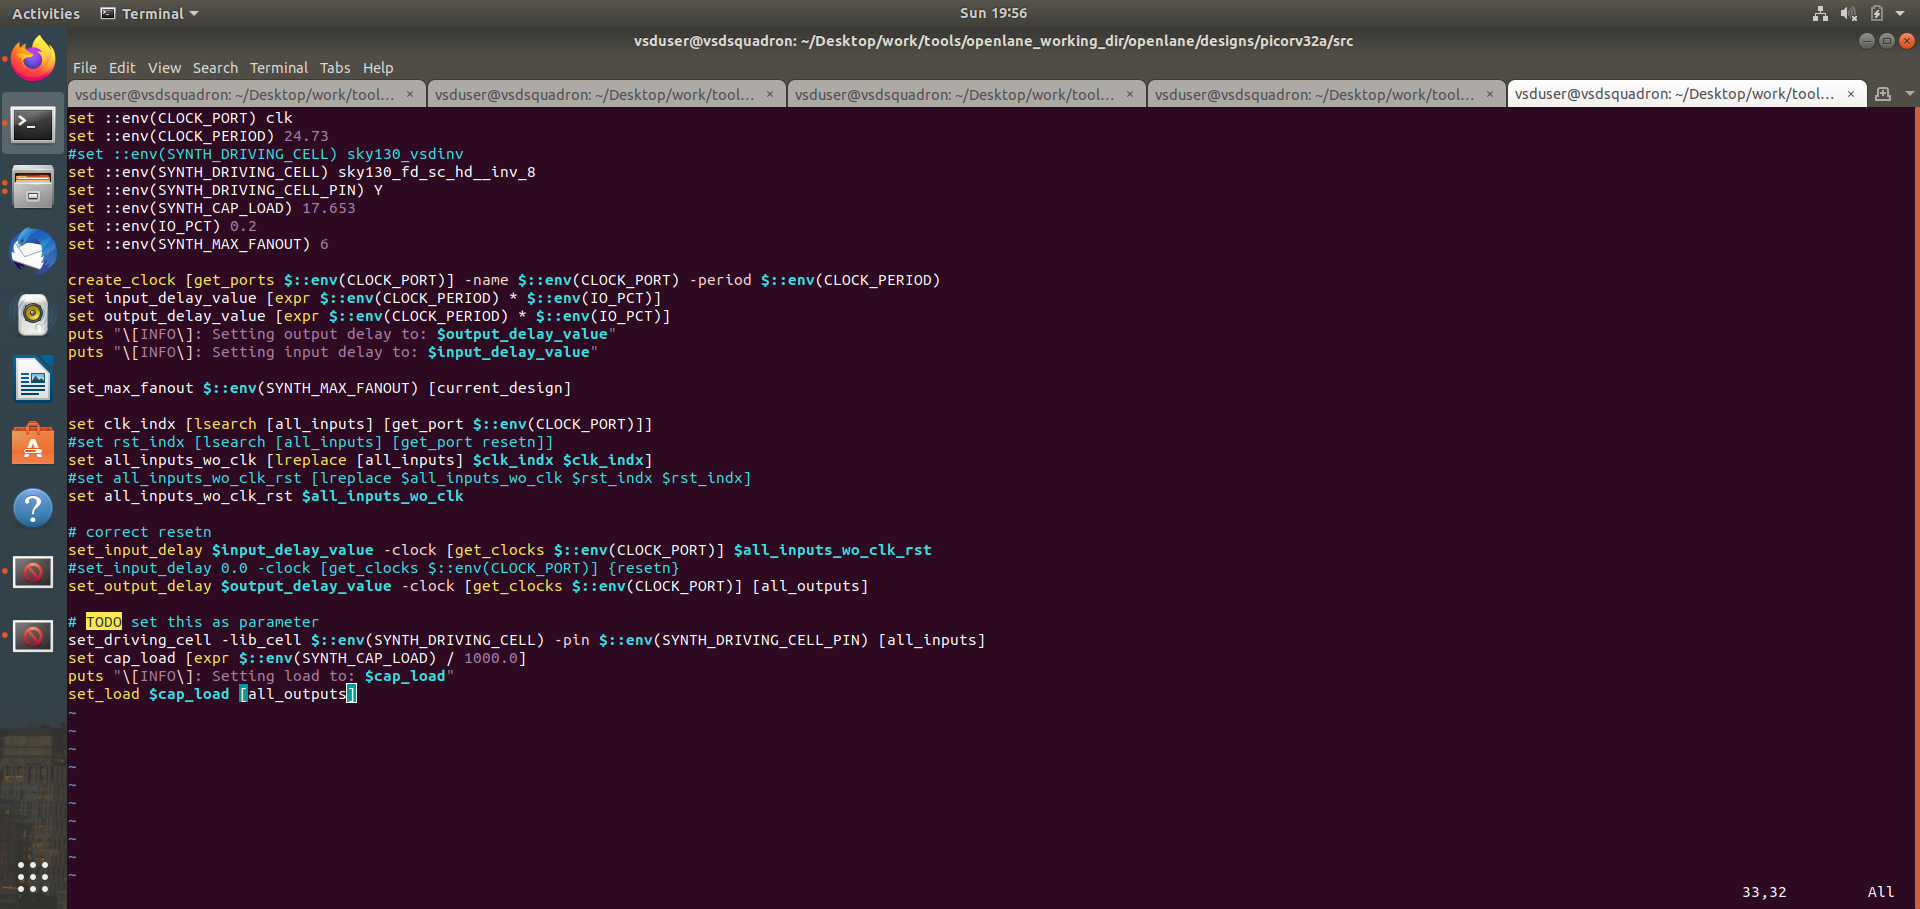 Activities Terminal Sun 19:56
vsduser@vsdsquadron: ~/Desktop/work/tools/openlane_working_dir/openlane/designs/picorv32a/src
File Edit View Search Terminal Tabs Help
vsduser@vsdsquadron: ~/Desktop/work/tool... × vsduser@vsdsquadron: ~/Desktop/work/tool... × vsduser@vsdsquadron: ~/Desktop/work/tool... × vsduser@vsdsquadron: ~/Desktop/work/tool... × vsduser@vsdsquadron: ~/Desktop/work/tool... ×
set ::env(CLOCK_PORT) clk
set ::env(CLOCK_PERIOD) 24.73
#set ::env(SYNTH_DRIVING_CELL) sky130_vsdinv
set ::env(SYNTH_DRIVING_CELL) sky130_fd_sc_hd__inv_8
set ::env(SYNTH_DRIVING_CELL_PIN) Y
set ::env(SYNTH_CAP_LOAD) 17.653
set ::env(IO_PCT) 0.2
set ::env(SYNTH_MAX_FANOUT) 6
create_clock [get_ports $::env(CLOCK_PORT)] -name $::env(CLOCK_PORT) -period $::env(CLOCK_PERIOD)
set input_delay_value [expr $::env(CLOCK_PERIOD) * $::env(IO_PCT)]
set output_delay_value [expr $::env(CLOCK_PERIOD) * $::env(IO_PCT)]
puts "\[INFO\]: Setting output delay to: $output_delay_value"
puts "\[INFO\]: Setting input delay to: $input_delay_value"
set_max_fanout $::env(SYNTH_MAX_FANOUT) [current_design]
set clk_indx [lsearch [all_inputs] [get_port $::env(CLOCK_PORT)]]
#set rst_indx [lsearch [all_inputs] [get_port resetn]]
set all_inputs_wo_clk [lreplace [all_inputs] $clk_indx $clk_indx]
#set all_inputs_wo_clk_rst [lreplace $all_inputs_wo_clk $rst_indx $rst_indx]
set all_inputs_wo_clk_rst $all_inputs_wo_clk
# correct resetn
set_input_delay $input_delay_value -clock [get_clocks $::env(CLOCK_PORT)] $all_inputs_wo_clk_rst
#set_input_delay 0.0 -clock [get_clocks $::env(CLOCK_PORT)] {resetn}
set_output_delay $output_delay_value -clock [get_clocks $::env(CLOCK_PORT)] [all_outputs]
# TODO set this as parameter
set_driving_cell -lib_cell $::env(SYNTH_DRIVING_CELL) -pin $::env(SYNTH_DRIVING_CELL_PIN) [all_inputs]
set cap_load [expr $::env(SYNTH_CAP_LOAD) / 1000.0]
puts "\[INFO\]: Setting load to: $cap_load"
set_load $cap_load [all_outputs]
~
~
~
~
~
~
~
~
~
~
33,32 All